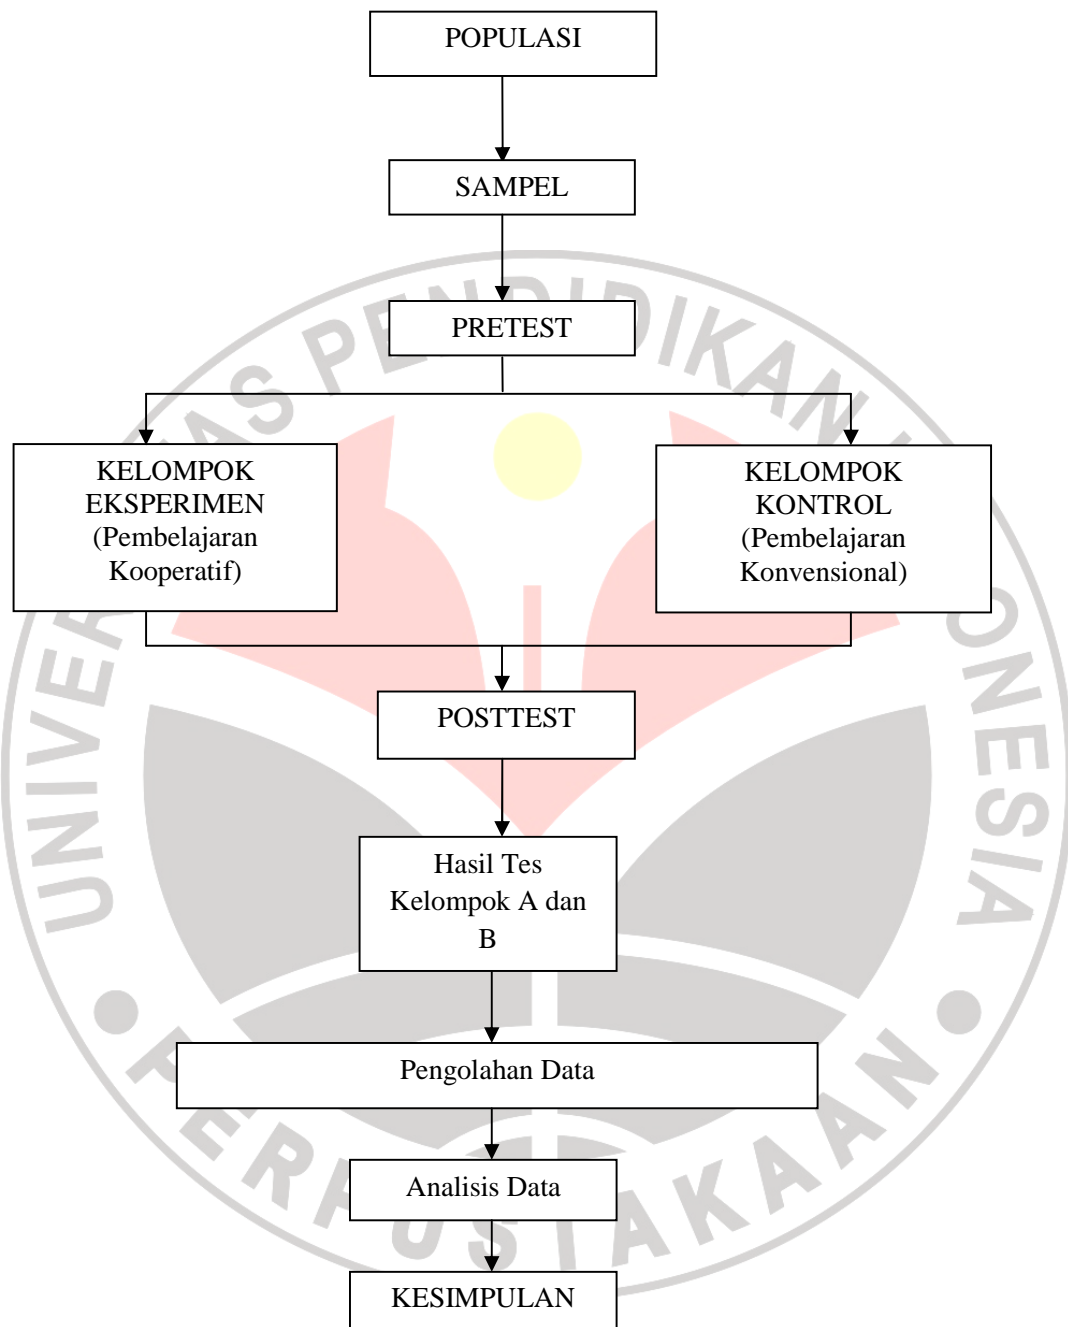 POPULASI
SAMPEL
PRETEST
KELOMPOK
EKSPERIMEN
(Pembelajaran
Kooperatif)
KELOMPOK
KONTROL
(Pembelajaran
Konvensional)
POSTTEST
Hasil Tes
Kelompok A dan
B
Pengolahan Data
Analisis Data
KESIMPULAN
UNIVERSITAS PENDIDIKAN INDONESIA
PERPUSTAKAAN